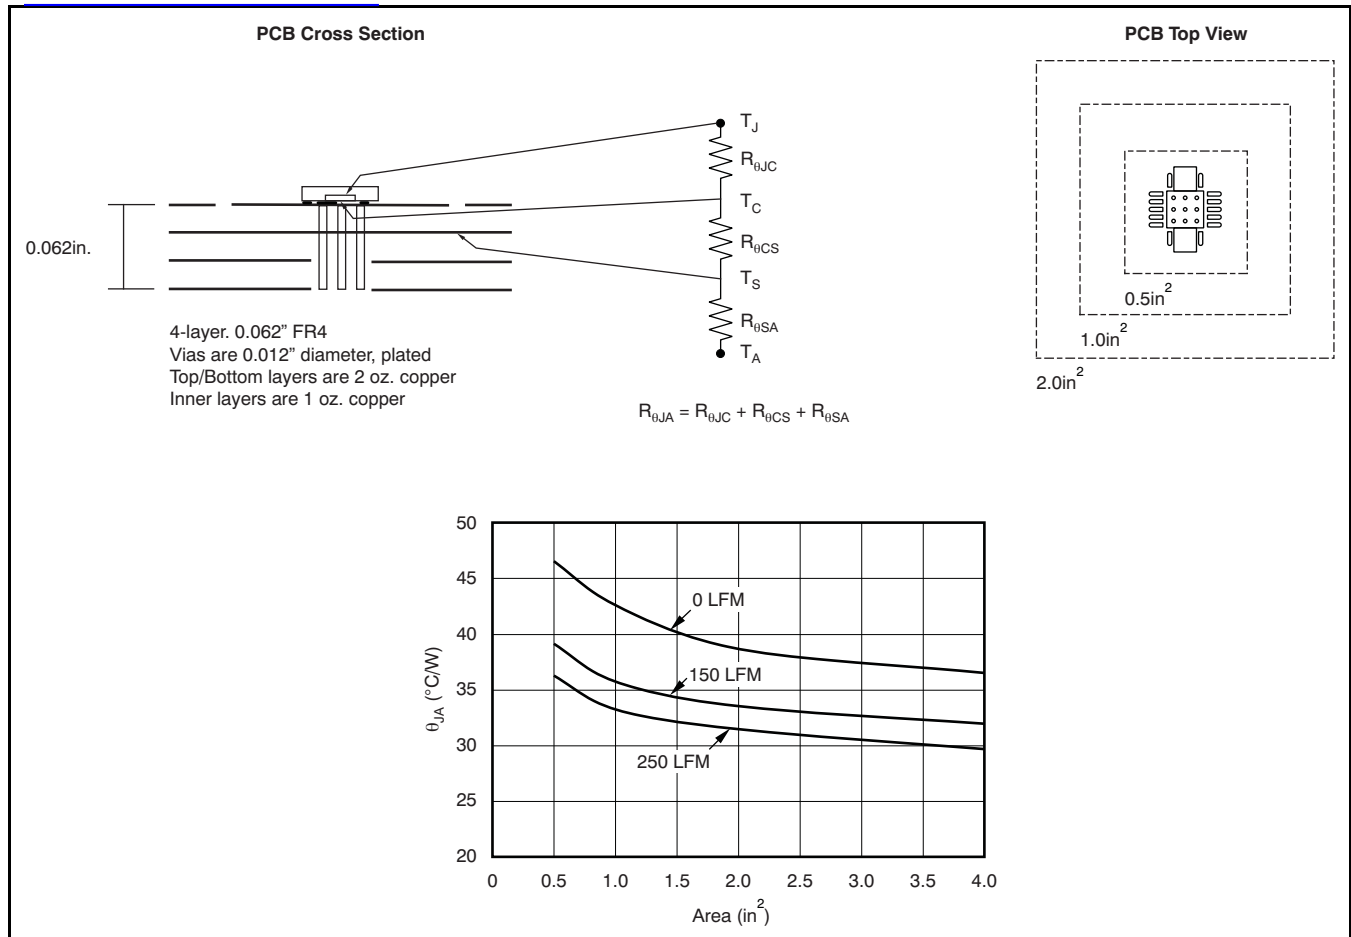 PCB Cross Section
PCB Top View
T_J
R_θJC
T_C
R_θCS
T_S
R_θSA
T_A
0.062in.
4-layer. 0.062” FR4
Vias are 0.012” diameter, plated
Top/Bottom layers are 2 oz. copper
Inner layers are 1 oz. copper
R_θJA = R_θJC + R_θCS + R_θSA
0.5in²
1.0in²
2.0in²
50
45
40
35
30
25
20
θ_JA (°C/W)
0 LFM
150 LFM
250 LFM
0 0.5 1.0 1.5 2.0 2.5 3.0 3.5 4.0
Area (in²)